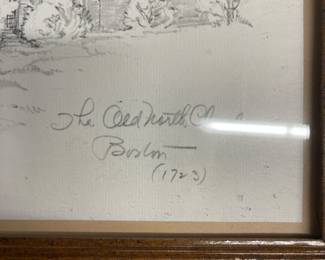 The Old North
Boston
(1723)